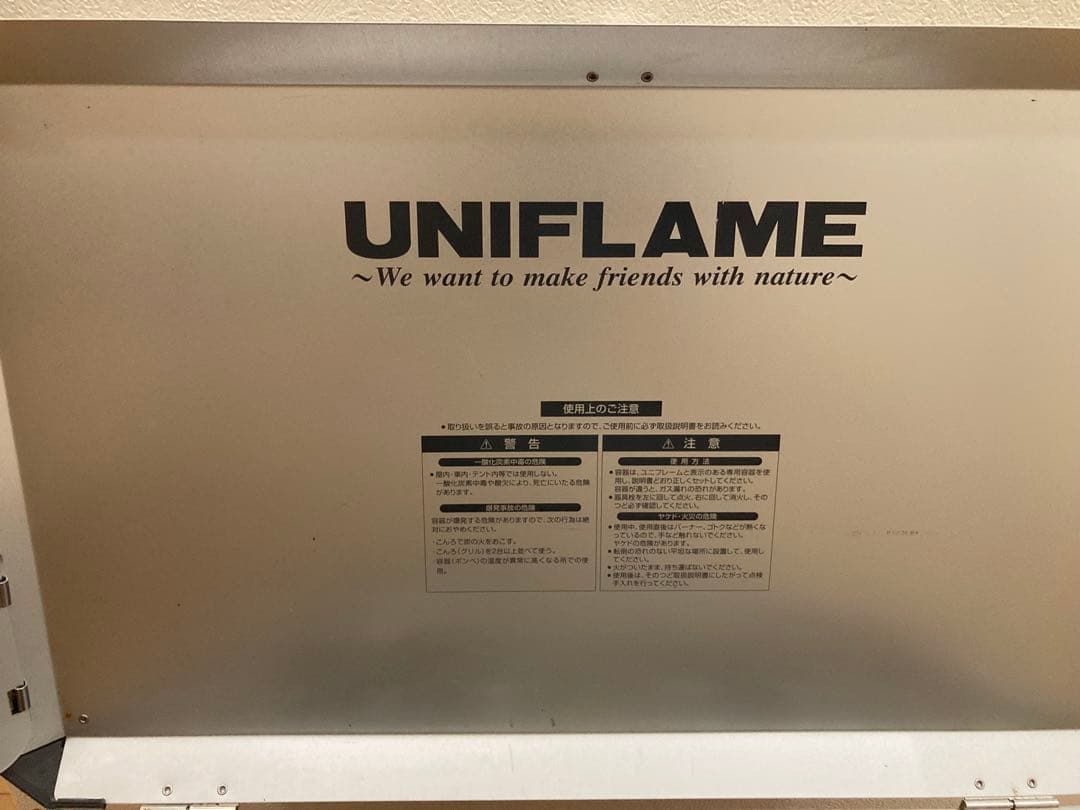 UNIFLAME
~We want to make friends with nature~
使用上のご注意
●取り扱いを誤ると事故の原因となりますので、ご使用前に必ず取扱説明書をお読みください。
⚠ 警告
一酸化炭素中毒の危険
●屋内・車内・テント内等では使用しない。
一酸化炭素中毒や酸欠により、死亡にいたる危険
があります。
爆発事故の危険
容器が爆発する危険がありますので、次の行為は絶
対におやめください。
・こんろで炭の火をおこす。
・こんろ(グリル)を2台以上並べて使う。
・容器(ボンベ)の温度が異常に高くなる所での使
用。
⚠ 注意
使用方法
●容器は、ユニフレームと表示のある専用容器を使
用し、説明書どおり正しくセットしてください。
容器が違うと、ガス漏れの恐れがあります。
●器具栓を左に回して点火、右に回して消火し、その
つど必ず確認してください。
ヤケド・火災の危険
●使用中、使用直後はバーナー、ゴトクなどが熱くな
っているので、手など触れないでください。
ヤケドの危険があります。
●転倒の恐れのない平坦な場所に設置して、使用し
てください。
●火がついたまま、持ち運ばないでください。
●使用後は、そのつど取扱説明書にしたがって点検
手入れを行ってください。